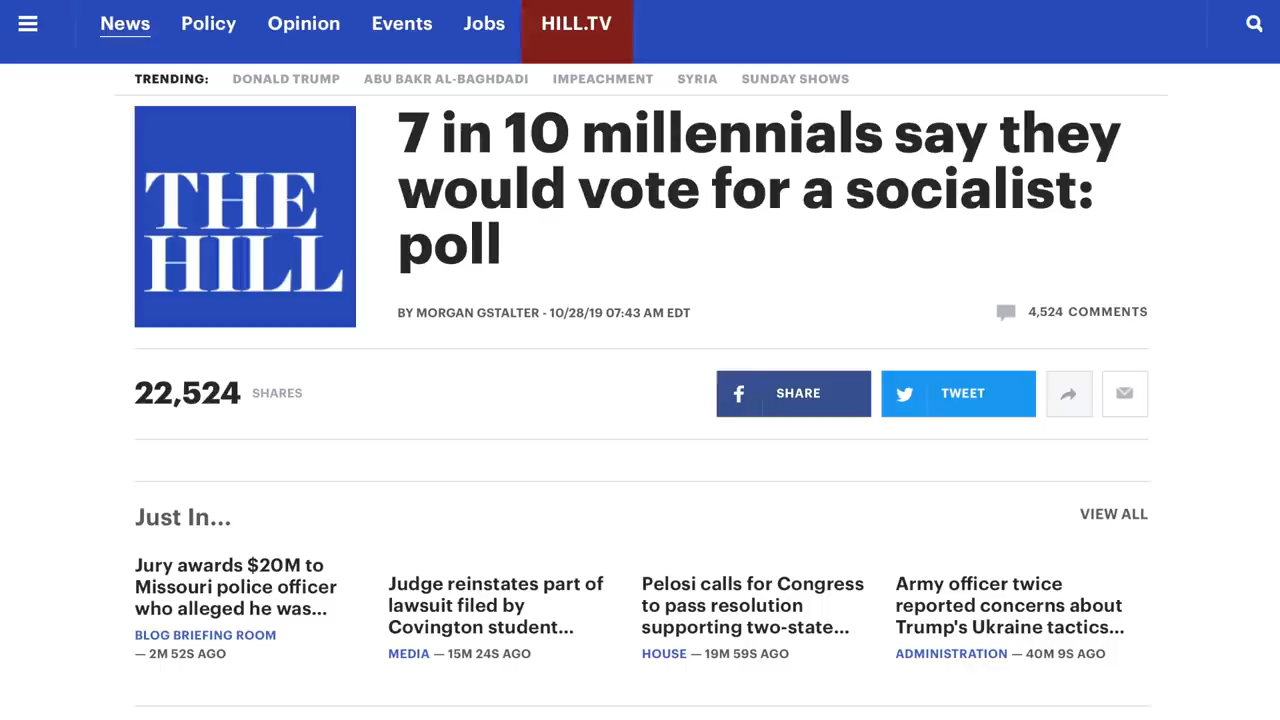 News Policy Opinion Events Jobs HILL.TV
TRENDING: DONALD TRUMP ABU BAKR AL-BAGHDADI IMPEACHMENT SYRIA SUNDAY SHOWS
THE
HILL
7 in 10 millennials say they
would vote for a socialist:
poll
BY MORGAN GSTALTER - 10/28/19 07:43 AM EDT
4,524 COMMENTS
22,524 SHARES
f SHARE
TWEET
Just In...
VIEW ALL
Jury awards $20M to
Missouri police officer
who alleged he was...
BLOG BRIEFING ROOM
— 2M 52S AGO
Judge reinstates part of
lawsuit filed by
Covington student...
MEDIA — 15M 24S AGO
Pelosi calls for Congress
to pass resolution
supporting two-state...
HOUSE — 19M 59S AGO
Army officer twice
reported concerns about
Trump's Ukraine tactics...
ADMINISTRATION — 40M 9S AGO